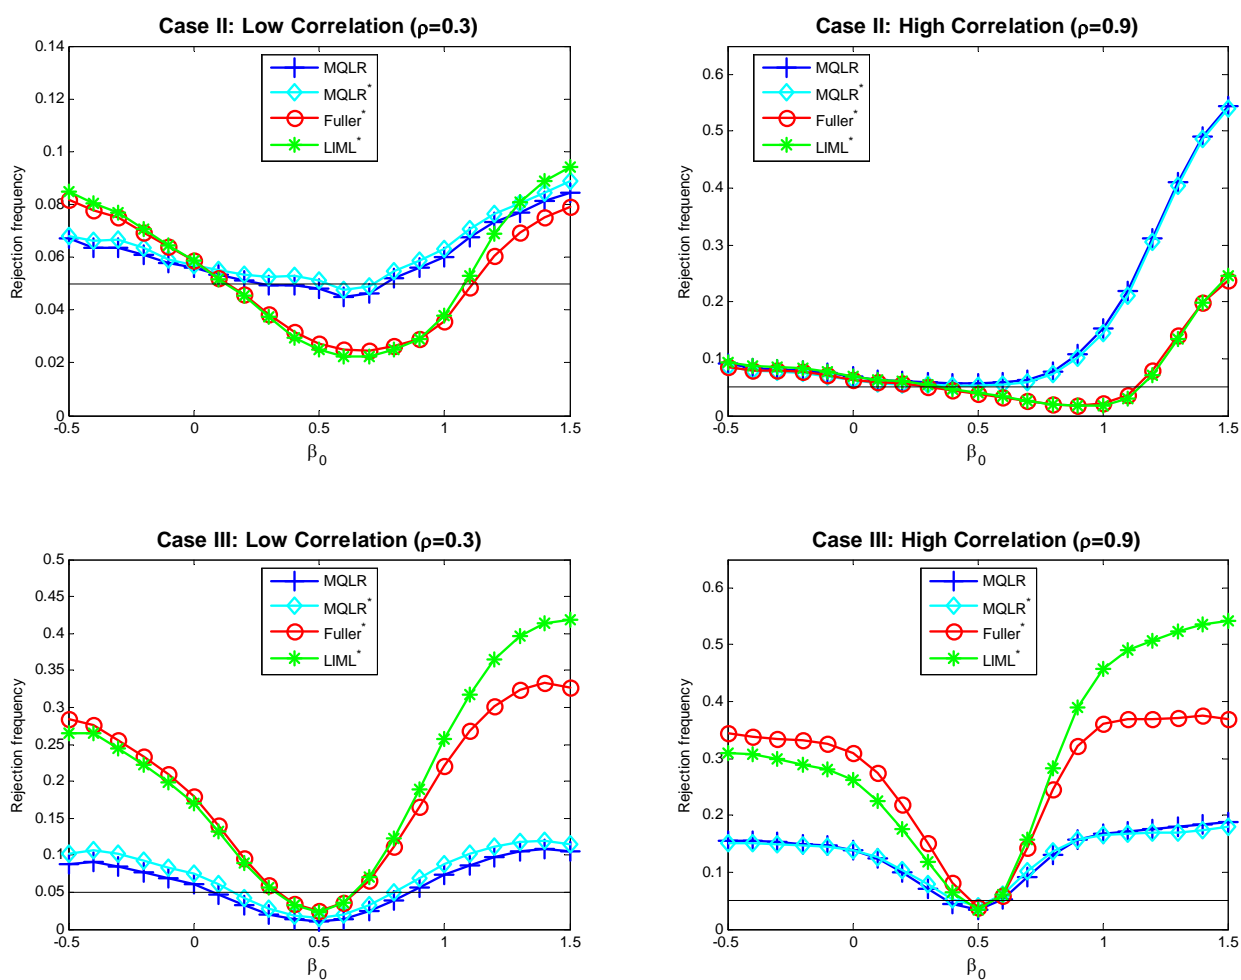 Case II: Low Correlation (ρ=0.3)
0.14
0.12
0.1
0.08
0.06
0.04
0.02
0
Rejection frequency
MQLR
MQLR*
Fuller*
LIML*
-0.5 0 0.5 1 1.5
β0
Case II: High Correlation (ρ=0.9)
0.6
0.5
0.4
0.3
0.2
0.1
0
Rejection frequency
MQLR
MQLR*
Fuller*
LIML*
-0.5 0 0.5 1 1.5
β0
Case III: Low Correlation (ρ=0.3)
0.5
0.45
0.4
0.35
0.3
0.25
0.2
0.15
0.1
0.05
0
Rejection frequency
MQLR
MQLR*
Fuller*
LIML*
-0.5 0 0.5 1 1.5
β0
Case III: High Correlation (ρ=0.9)
0.6
0.5
0.4
0.3
0.2
0.1
0
Rejection frequency
MQLR
MQLR*
Fuller*
LIML*
-0.5 0 0.5 1 1.5
β0